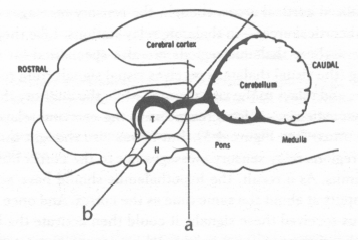 Cerebral cortex
ROSTRAL
CAUDAL
Cerebellum
T
H
Pons
Medulla
b
a